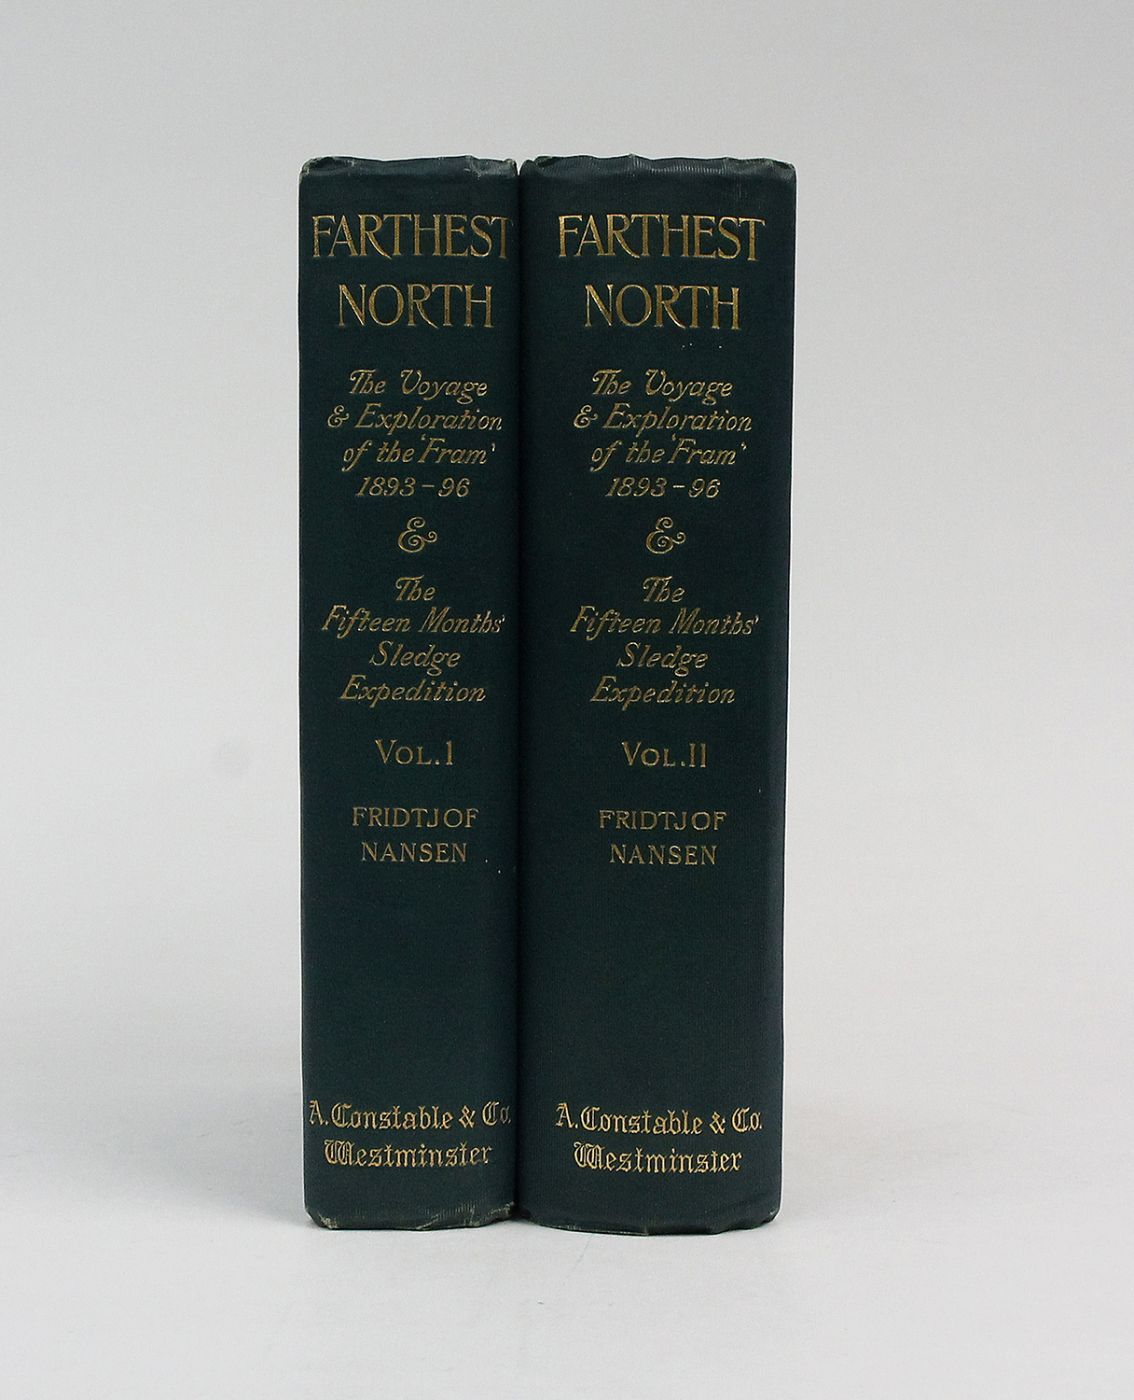 FARTHEST
NORTH
The Voyage
& Exploration
of the 'Fram'
1893-96
&
The
Fifteen Months'
Sledge
Expedition
VOL. I
FRIDTJOF
NANSEN
A. Constable & Co.
Westminster
FARTHEST
NORTH
The Voyage
& Exploration
of the 'Fram'
1893-96
&
The
Fifteen Months'
Sledge
Expedition
VOL. II
FRIDTJOF
NANSEN
A. Constable & Co.
Westminster